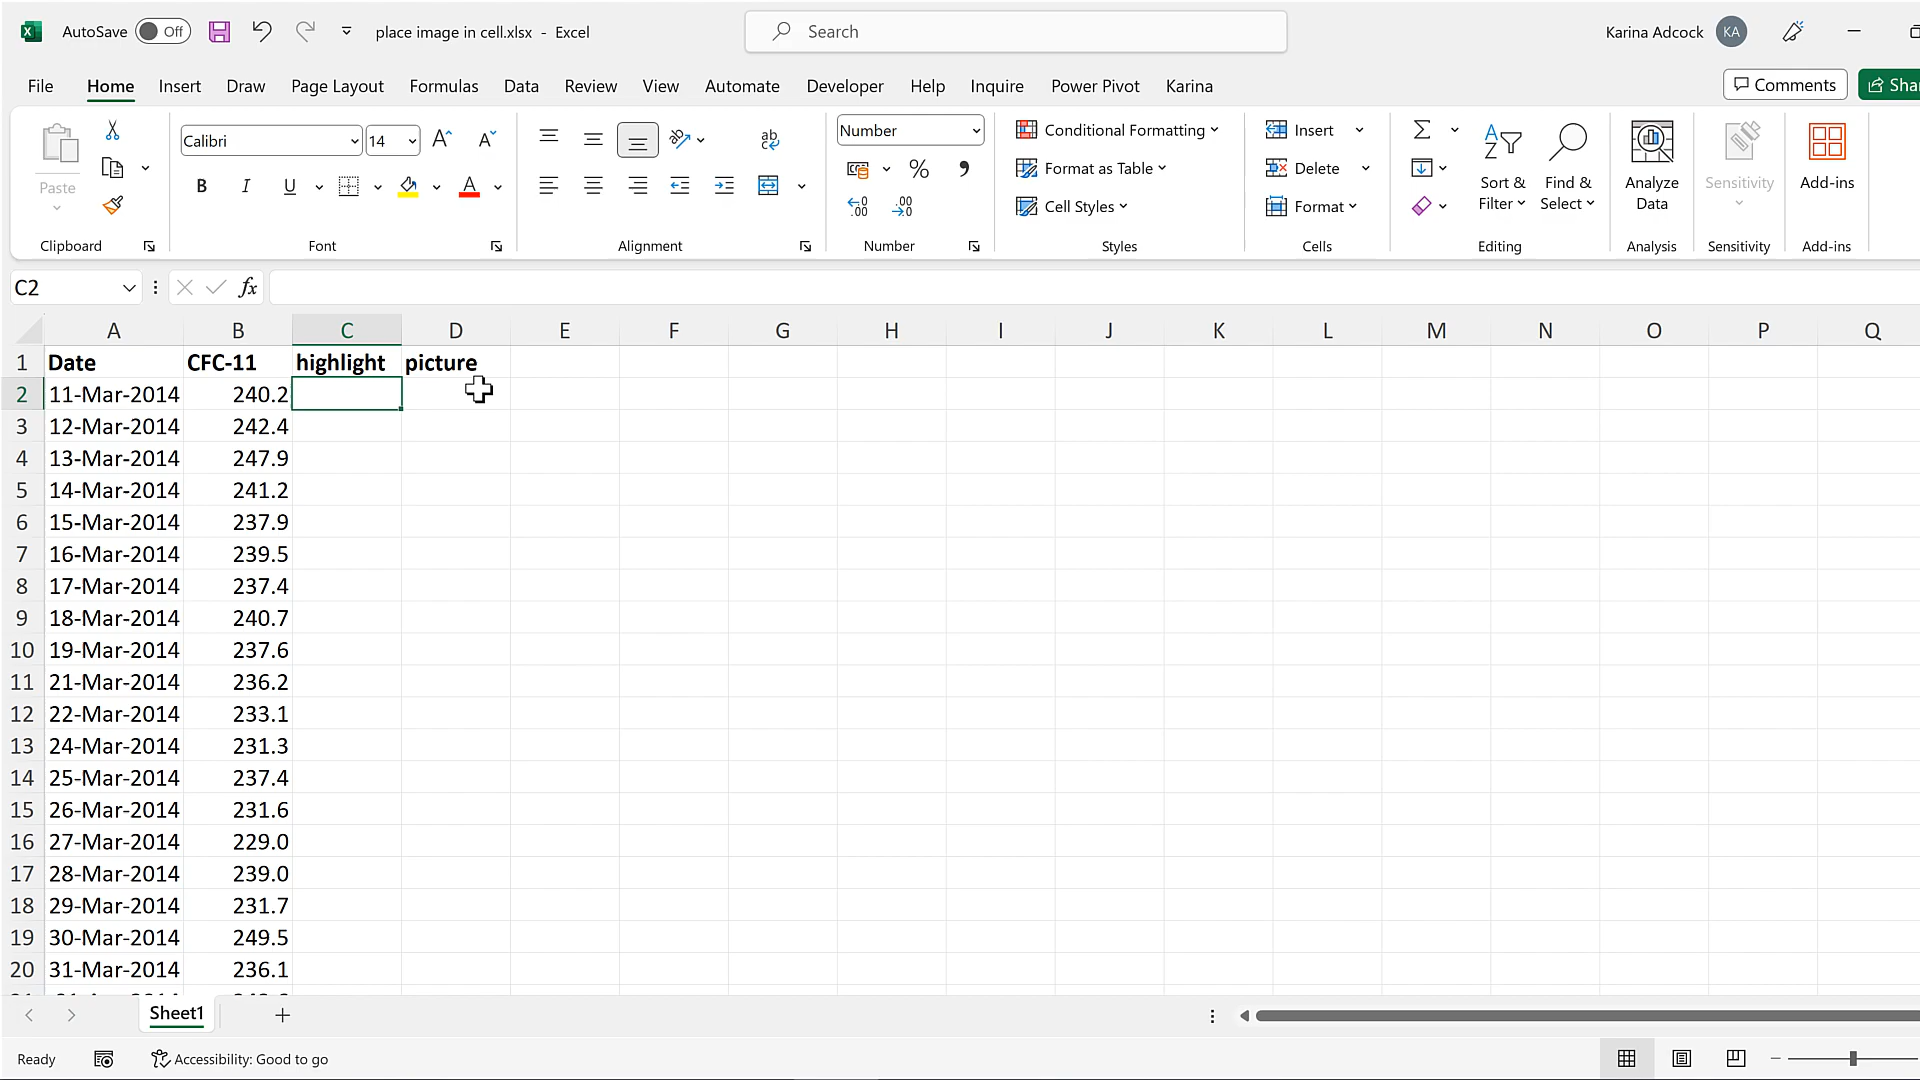 AutoSave Off place image in cell.xlsx - Excel Search Karina Adcock KA
File Home Insert Draw Page Layout Formulas Data Review View Automate Developer Help Inquire Power Pivot Karina Comments
Paste
Clipboard
Calibri 14
B I U A
Font
ab
Alignment
Number
% 9
Number
Conditional Formatting
Format as Table
Cell Styles
Styles
Insert
Delete
Format
Cells
Sort & Filter
Find & Select
Editing
Analyze Data
Analysis
Sensitivity
Sensitivity
Add-ins
Add-ins
C2 fx
A B C D E F G H I J K L M N O P Q
1 Date CFC-11 highlight picture
2 11-Mar-2014 240.2
3 12-Mar-2014 242.4
4 13-Mar-2014 247.9
5 14-Mar-2014 241.2
6 15-Mar-2014 237.9
7 16-Mar-2014 239.5
8 17-Mar-2014 237.4
9 18-Mar-2014 240.7
10 19-Mar-2014 237.6
11 21-Mar-2014 236.2
12 22-Mar-2014 233.1
13 24-Mar-2014 231.3
14 25-Mar-2014 237.4
15 26-Mar-2014 231.6
16 27-Mar-2014 229.0
17 28-Mar-2014 239.0
18 29-Mar-2014 231.7
19 30-Mar-2014 249.5
20 31-Mar-2014 236.1
Sheet1
Ready Accessibility: Good to go